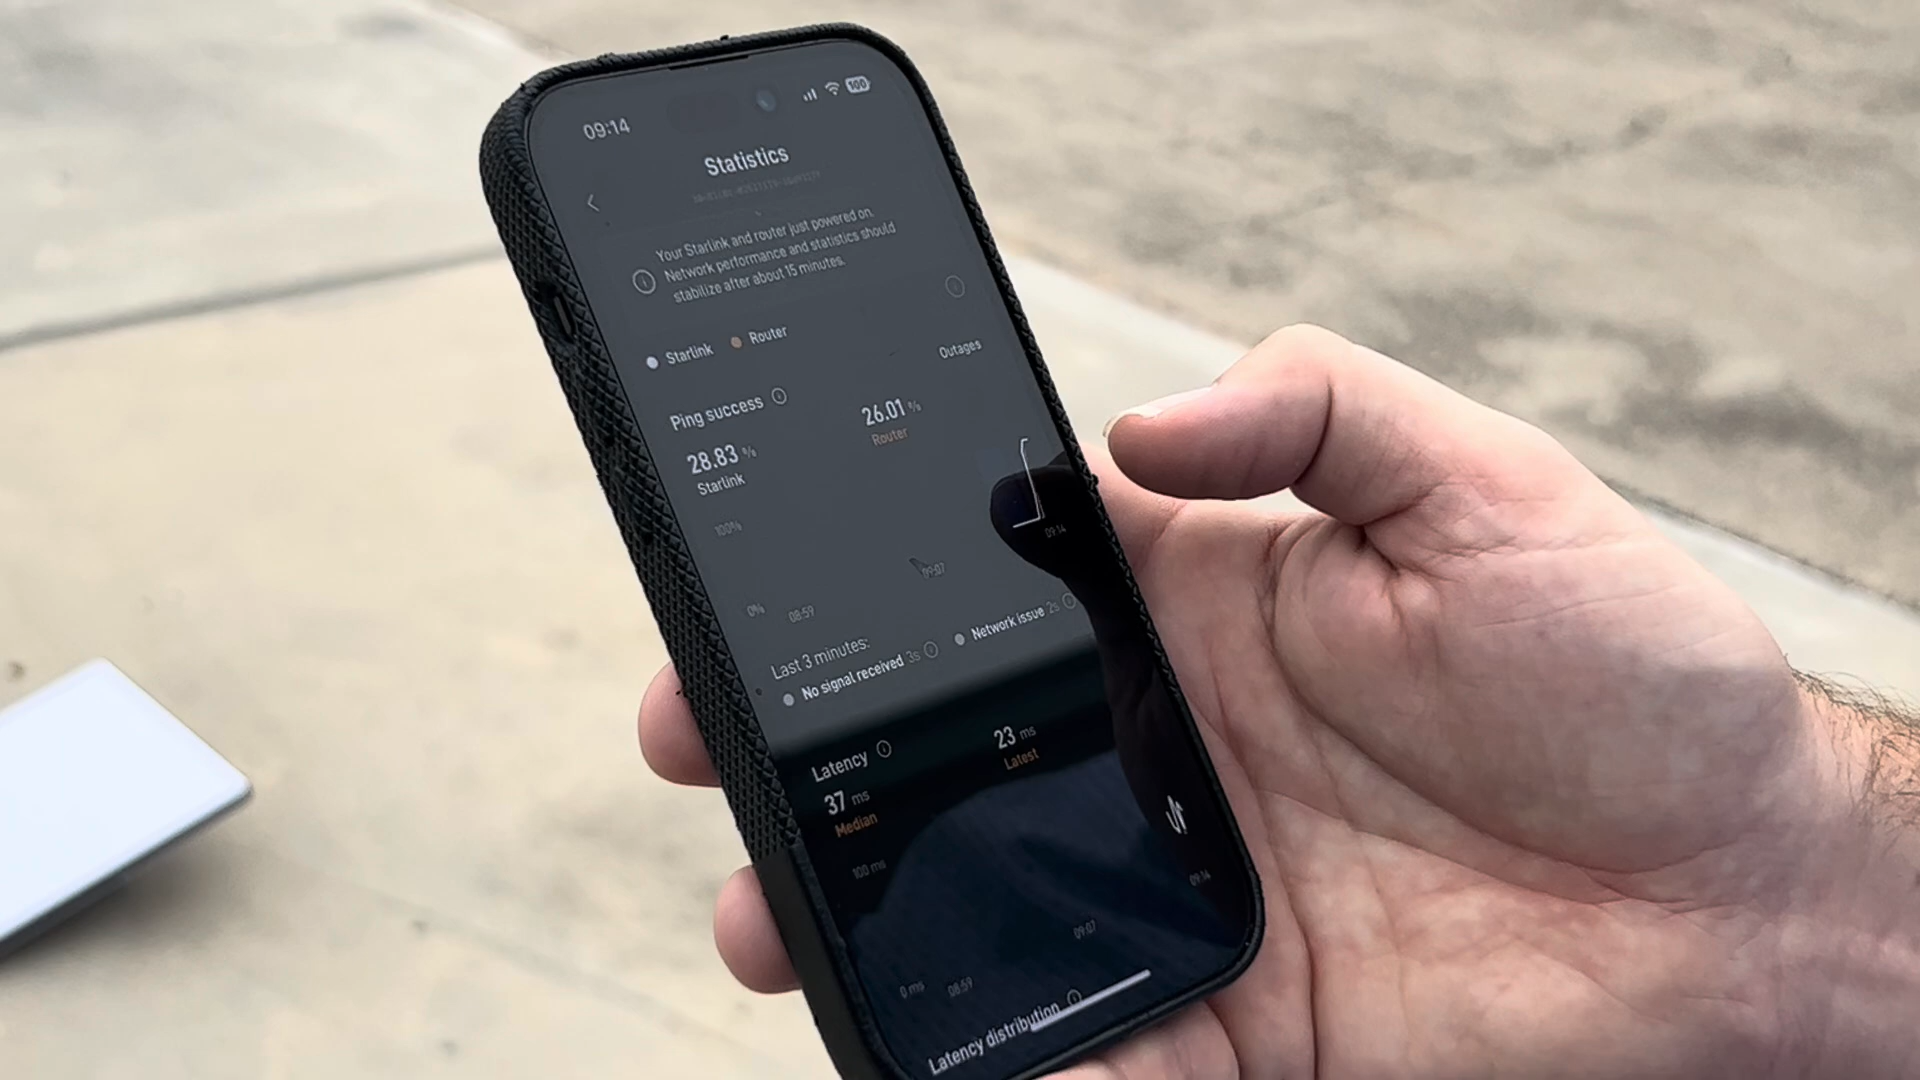 09:14
100
Statistics
Your Starlink and router just powered on.
Network performance and statistics should
stabilize after about 15 minutes.
Starlink
Router
Outages
Ping success
28.83 %
Starlink
26.01 %
Router
100%
0%
08:59
09:07
09:14
Last 3 minutes:
No signal received 3s
Network issue 2s
Latency
37 ms
Median
23 ms
Latest
100 ms
0 ms
08:59
09:07
09:14
Latency distribution